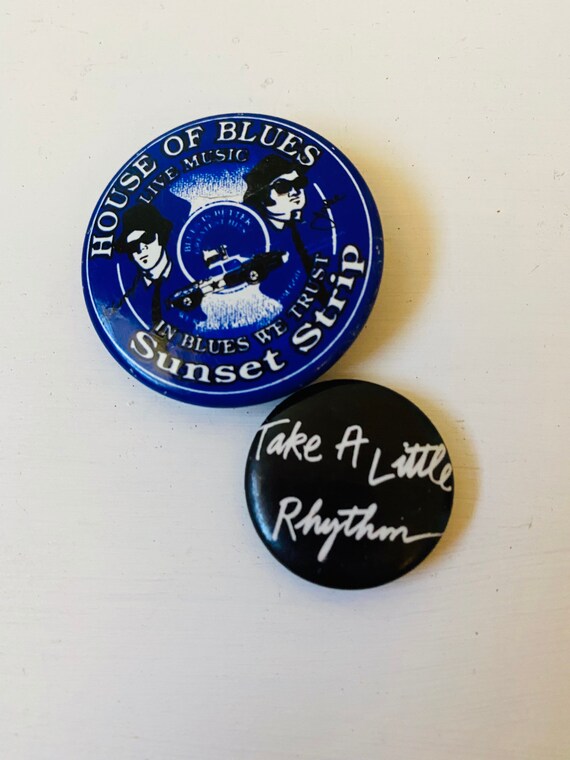 HOUSE OF BLUES
LIVE MUSIC
IN BLUES WE TRUST
Sunset Strip
Take A Little
Rhythm